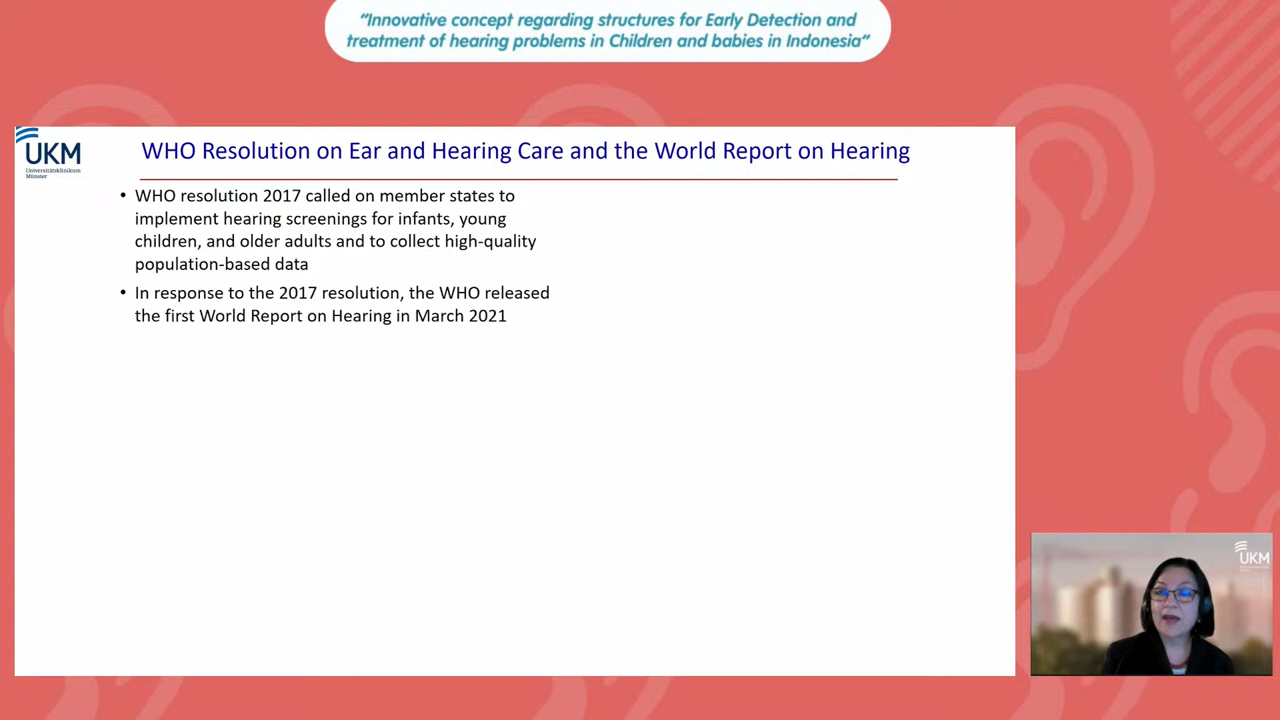 “Innovative concept regarding structures for Early Detection and
treatment of hearing problems in Children and babies in Indonesia“
UKM
Universitätsklinikum
Münster
WHO Resolution on Ear and Hearing Care and the World Report on Hearing
• WHO resolution 2017 called on member states to
implement hearing screenings for infants, young
children, and older adults and to collect high-quality
population-based data
• In response to the 2017 resolution, the WHO released
the first World Report on Hearing in March 2021
UKM